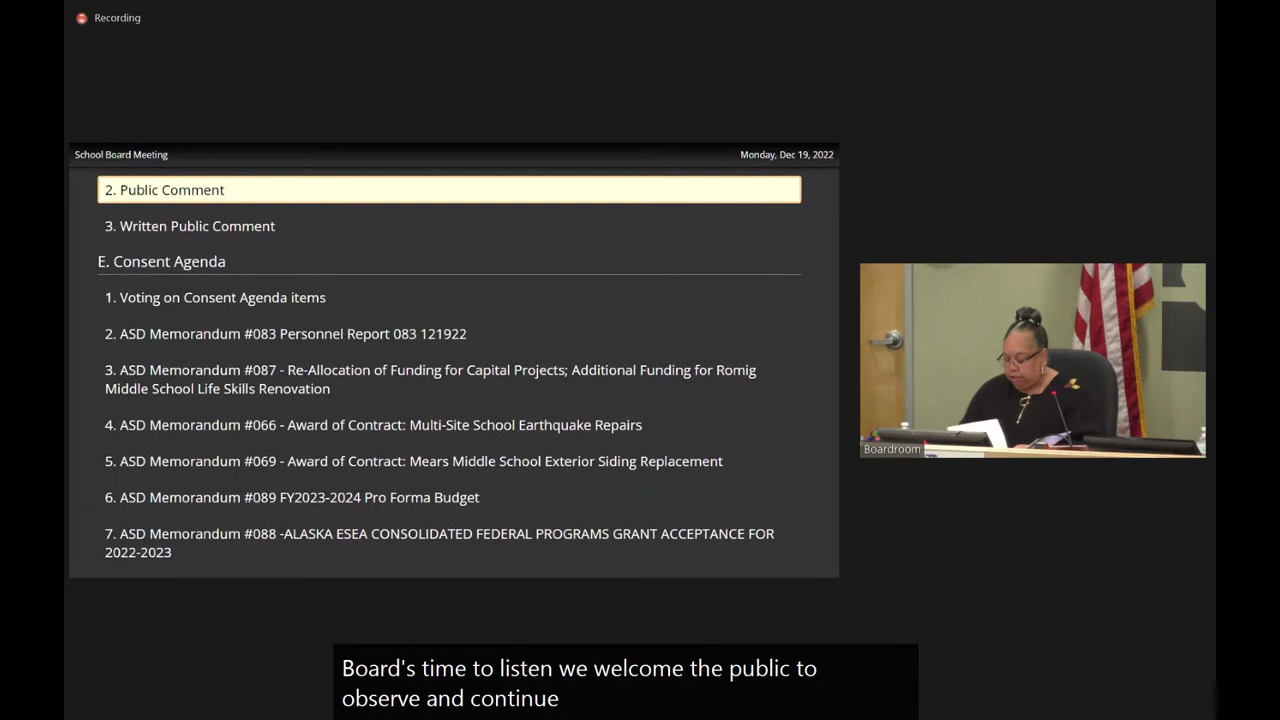 Recording
School Board Meeting
Monday, Dec 19, 2022
2. Public Comment
3. Written Public Comment
E. Consent Agenda
1. Voting on Consent Agenda items
2. ASD Memorandum #083 Personnel Report 083 121922
3. ASD Memorandum #087 - Re-Allocation of Funding for Capital Projects; Additional Funding for Romig
Middle School Life Skills Renovation
4. ASD Memorandum #066 - Award of Contract: Multi-Site School Earthquake Repairs
5. ASD Memorandum #069 - Award of Contract: Mears Middle School Exterior Siding Replacement
6. ASD Memorandum #089 FY2023-2024 Pro Forma Budget
7. ASD Memorandum #088 -ALASKA ESEA CONSOLIDATED FEDERAL PROGRAMS GRANT ACCEPTANCE FOR
2022-2023
Boardroom
Board's time to listen we welcome the public to
observe and continue